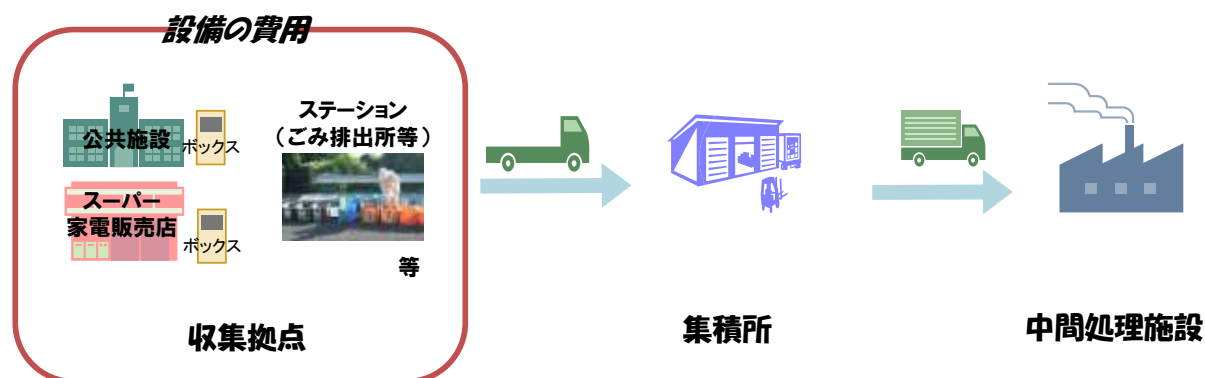 設備の費用
公共施設
ボックス
ステーション
（ごみ排出所等）
スーパー
家電販売店
ボックス
等
収集拠点
集積所
中間処理施設